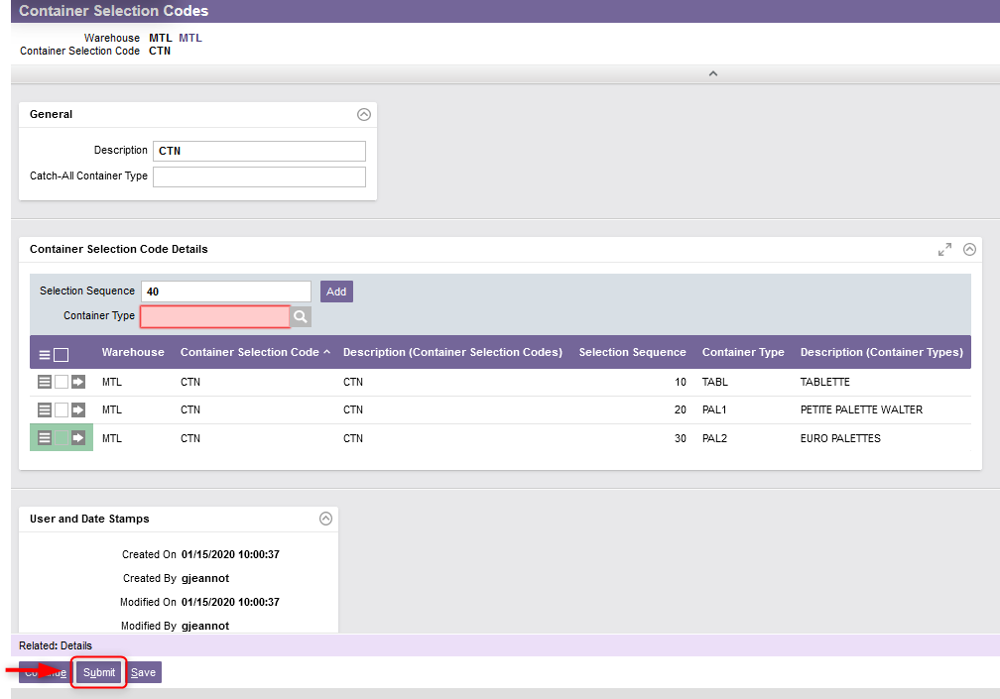 Container Selection Codes
Warehouse MTL MTL
Container Selection Code CTN
General
Description CTN
Catch-All Container Type
Container Selection Code Details
Selection Sequence 40 Add
Container Type
Warehouse Container Selection Code Description (Container Selection Codes) Selection Sequence Container Type Description (Container Types)
MTL CTN CTN 10 TABL TABLETTE
MTL CTN CTN 20 PAL1 PETITE PALETTE WALTER
MTL CTN CTN 30 PAL2 EURO PALETTES
User and Date Stamps
Created On 01/15/2020 10:00:37
Created By gjeannot
Modified On 01/15/2020 10:00:37
Modified By gjeannot
Related: Details
Continue Submit Save